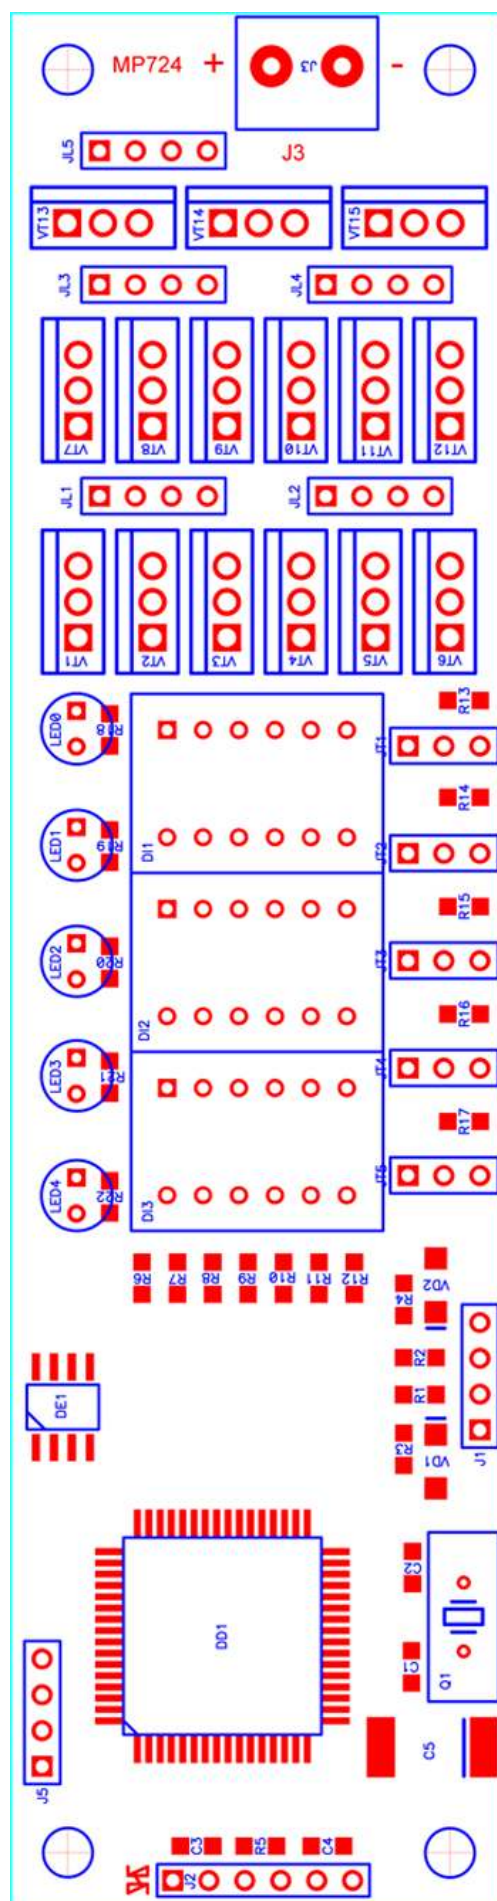 MP724 + J3 -
J3
JL5
VT13 VT14 VT15
JL3 JL4
VT7 VT8 VT9 VT10 VT11 VT12
JL1 JL2
VT1 VT2 VT3 VT4 VT5 VT6
LED0 R18 R13
JT1
R14
LED1 R19 DI1 JT2
R15
LED2 R20 JT3
R16
DI2
LED3 R21 JT4
R17
LED4 R22 DI3 JT5
R6 R7 R8 R9 R10 R11 R12
R4 VD2
R2
DE1 R1
R3 VD1 J1
C2
DD1
C1 Q1
C5
J5
C3 R5 C4
J2